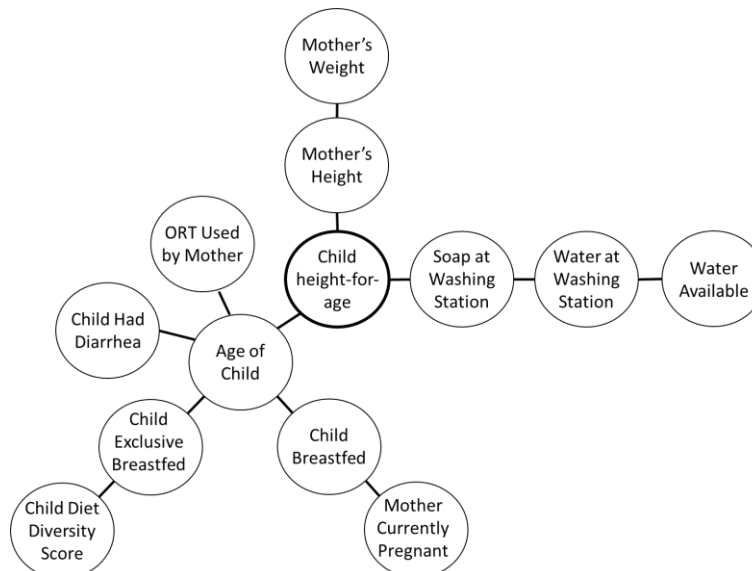 Mother's
Weight
Mother's
Height
ORT Used
by Mother
Child
height-for-
age
Soap at
Washing
Station
Water at
Washing
Station
Water
Available
Child Had
Diarrhea
Age of
Child
Child
Exclusive
Breastfed
Child
Breastfed
Child Diet
Diversity
Score
Mother
Currently
Pregnant